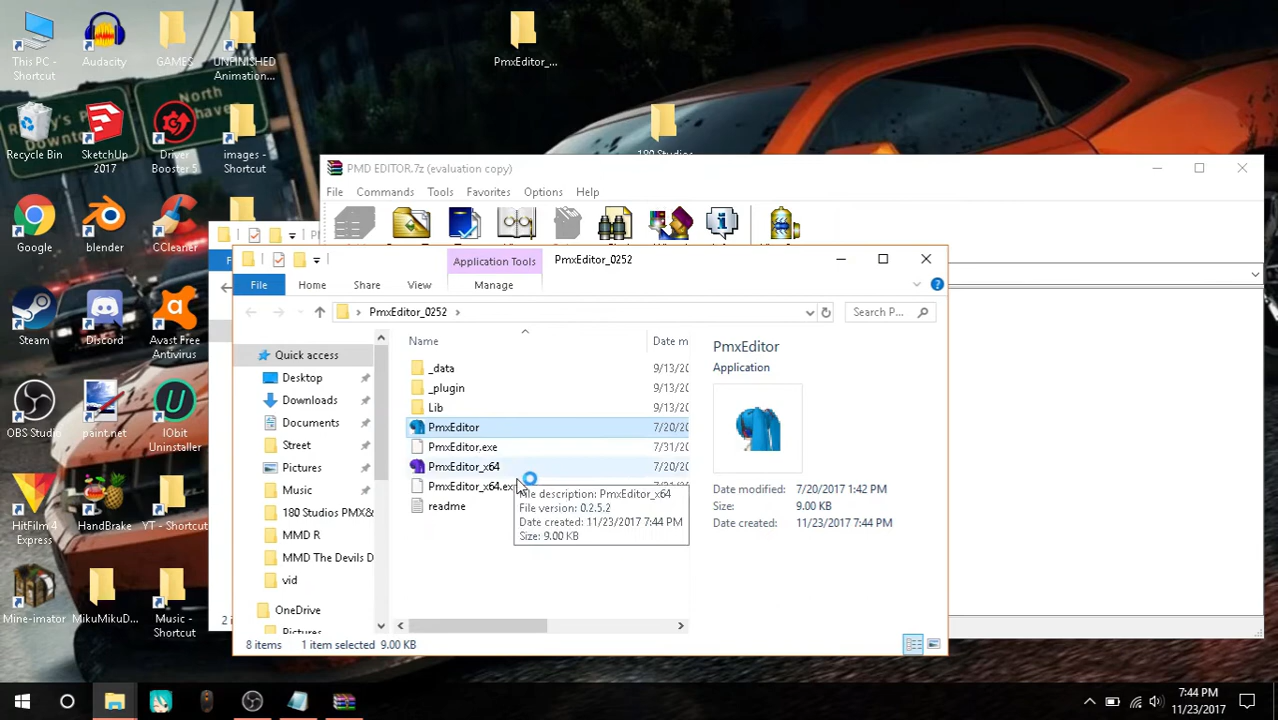 This PC - Shortcut
Audacity
GAMES
UNFINISHED Animation...
PmxEditor_...
North
Recycle Bin
SketchUp 2017
Driver Booster 5
images - Shortcut
180 Studios
Google
blender
CCleaner
Steam
Discord
Avast Free Antivirus
OBS Studio
paint.net
IObit Uninstaller
HitFilm 4 Express
HandBrake
YT - Shortcut
Mine-imator
MikuMikuD...
Music - Shortcut
PMD EDITOR.7z (evaluation copy)
File Commands Tools Favorites Options Help
Application Tools
PmxEditor_0252
File Home Share View Manage
PmxEditor_0252
Search P...
Quick access
Desktop
Downloads
Documents
Street
Pictures
Music
180 Studios PMX&
MMD R
MMD The Devils D
vid
OneDrive
Pictures
Name Date m
_data 9/13/20
_plugin 9/13/20
Lib 9/13/20
PmxEditor 7/20/20
PmxEditor.exe 7/31/20
PmxEditor_x64 7/20/20
PmxEditor_x64.ex
readme
File description: PmxEditor_x64
File version: 0.2.5.2
Date created: 11/23/2017 7:44 PM
Size: 9.00 KB
PmxEditor
Application
Date modified: 7/20/2017 1:42 PM
Size: 9.00 KB
Date created: 11/23/2017 7:44 PM
8 items 1 item selected 9.00 KB
7:44 PM
11/23/2017